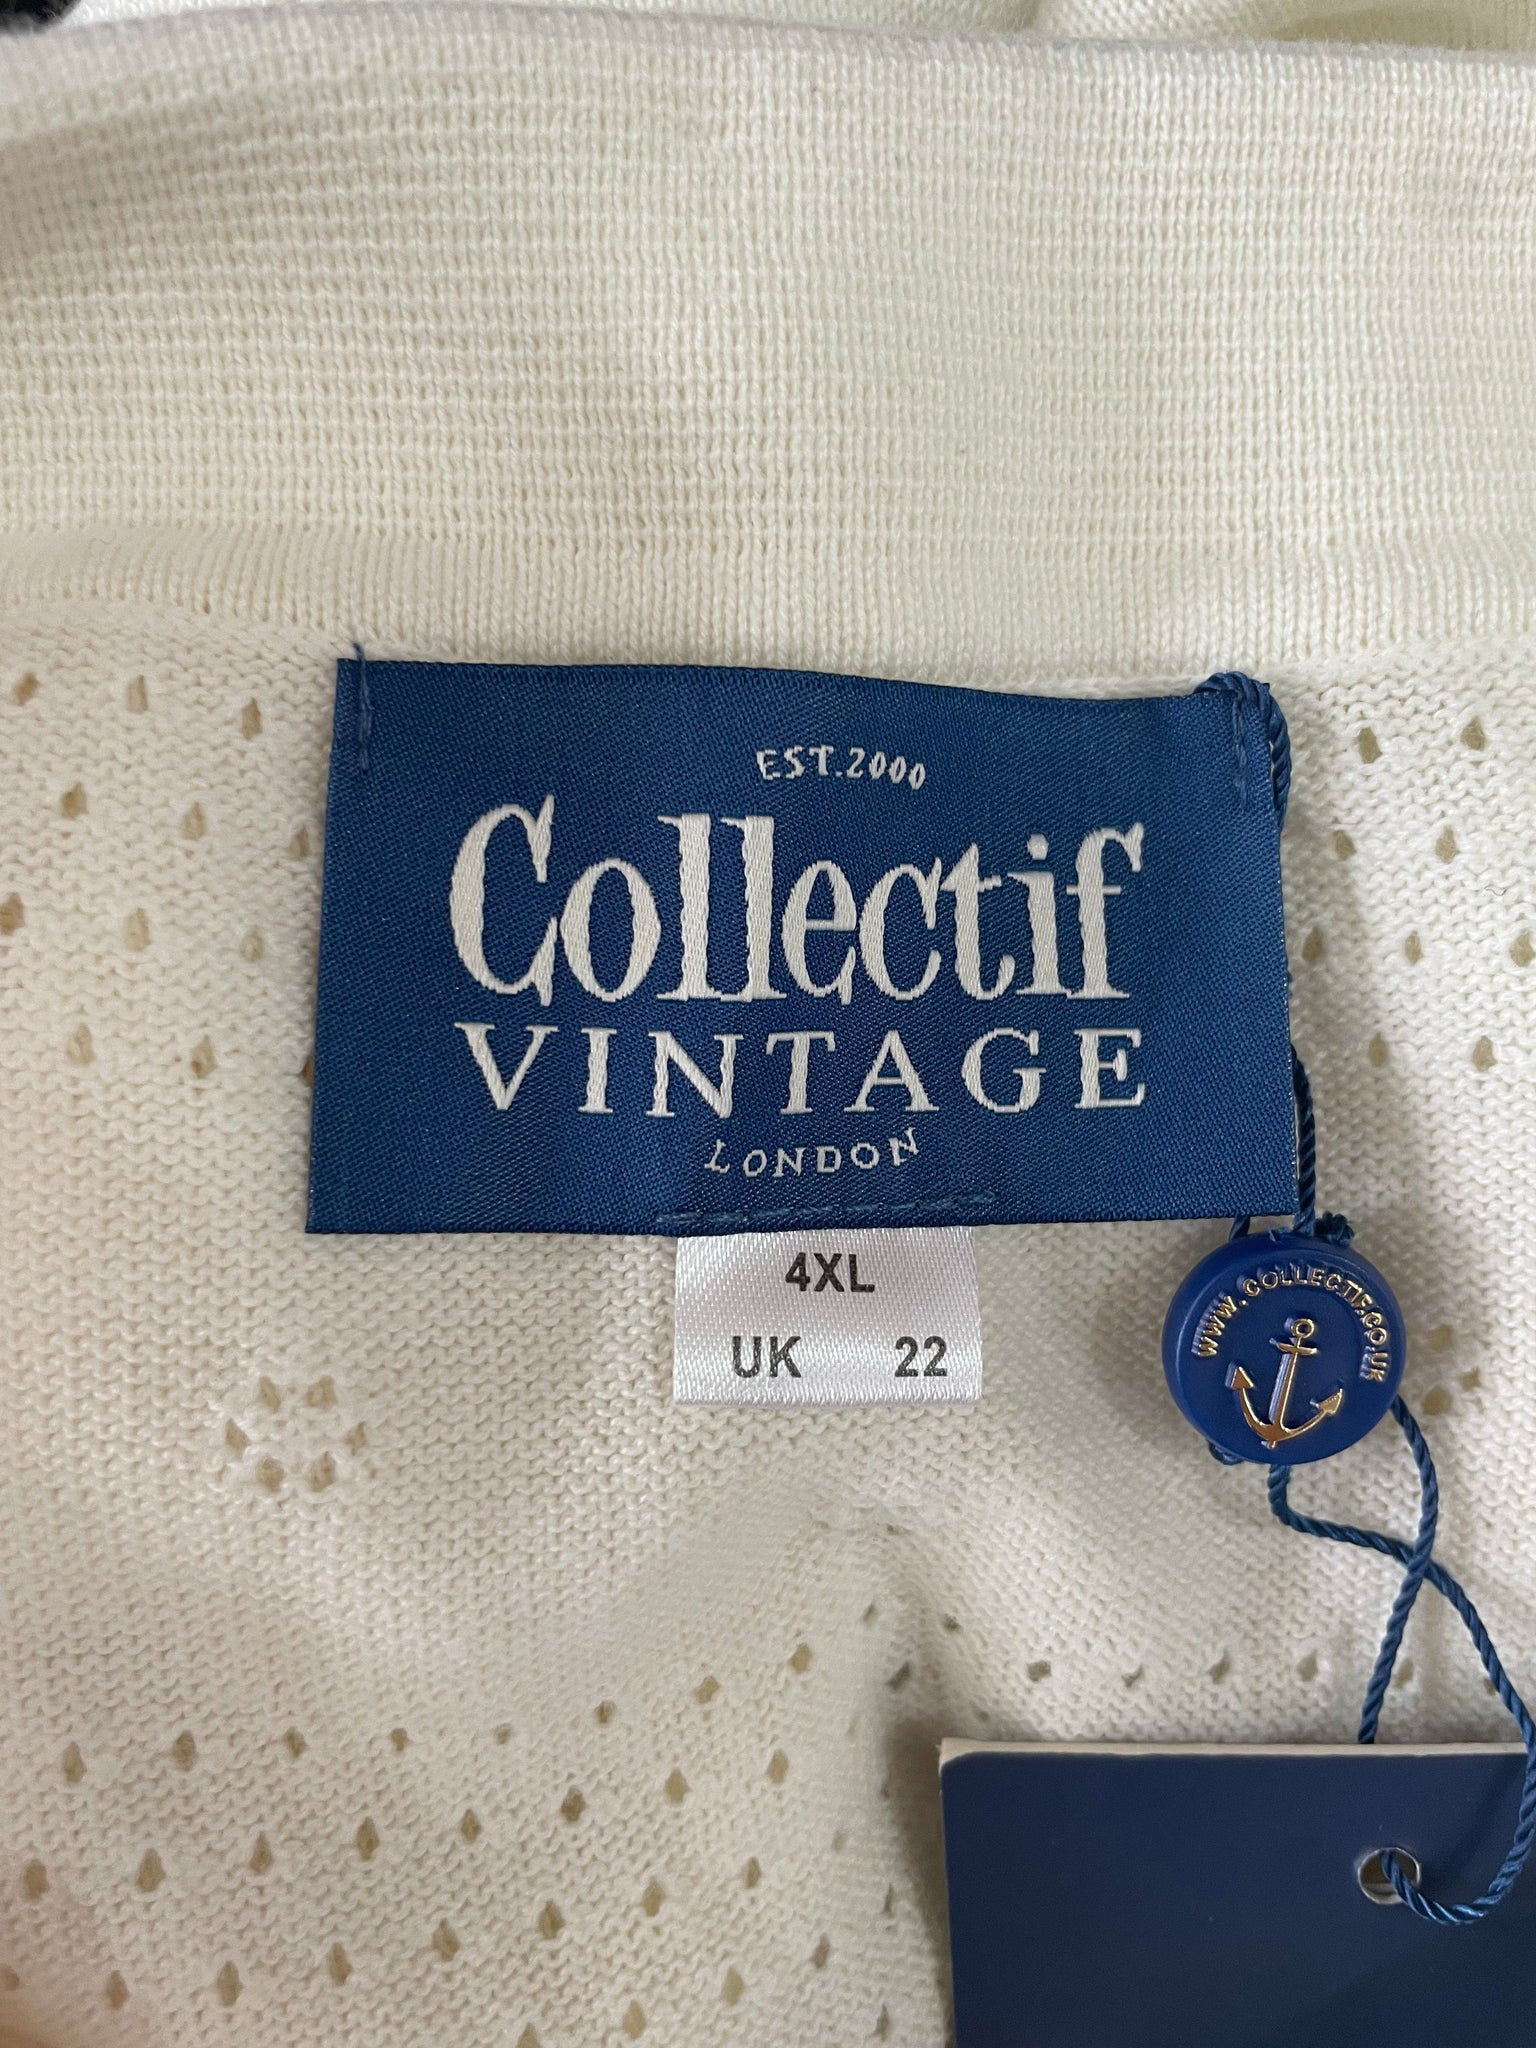 EST.2000
Collectif
VINTAGE
LONDON
4XL
UK 22
WWW.COLLECTIF.CO.UK